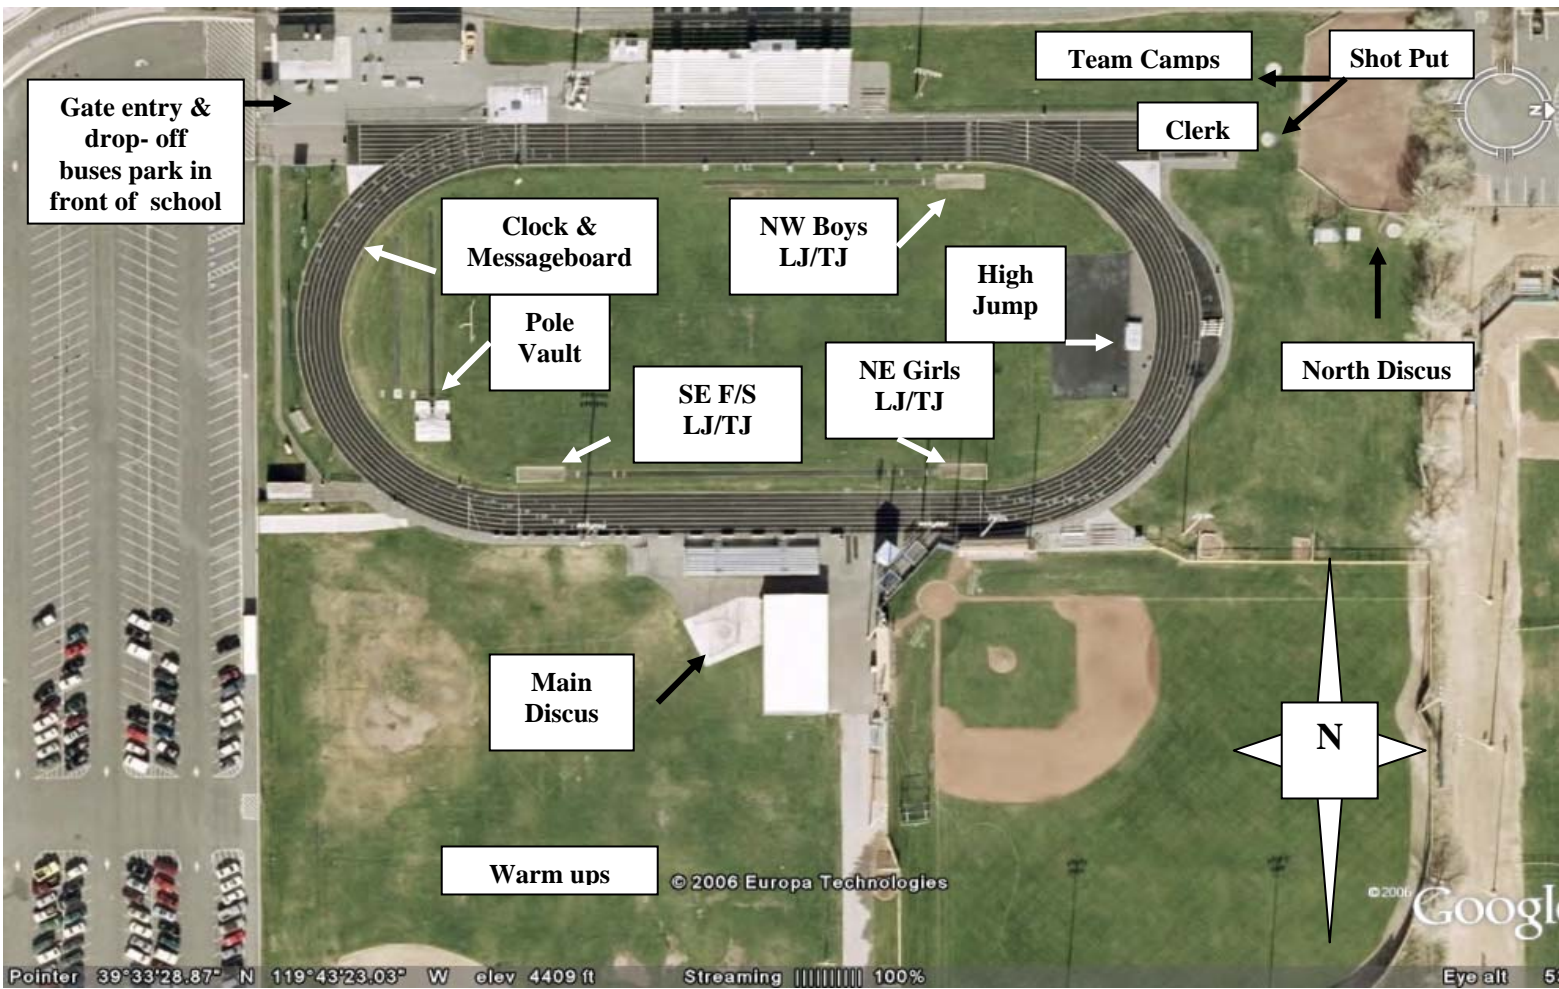 Team Camps
Shot Put
Gate entry &
drop- off
buses park in
front of school
Clerk
N
Clock &
Messageboard
NW Boys
LJ/TJ
High
Jump
Pole
Vault
North Discus
SE F/S
LJ/TJ
NE Girls
LJ/TJ
Main
Discus
N
Warm ups
© 2006 Europa Technologies
© 2006
Google
Pointer 39°33'28.87" N 119°43'23.03" W elev 4409 ft Streaming |||||||||| 100% Eye alt